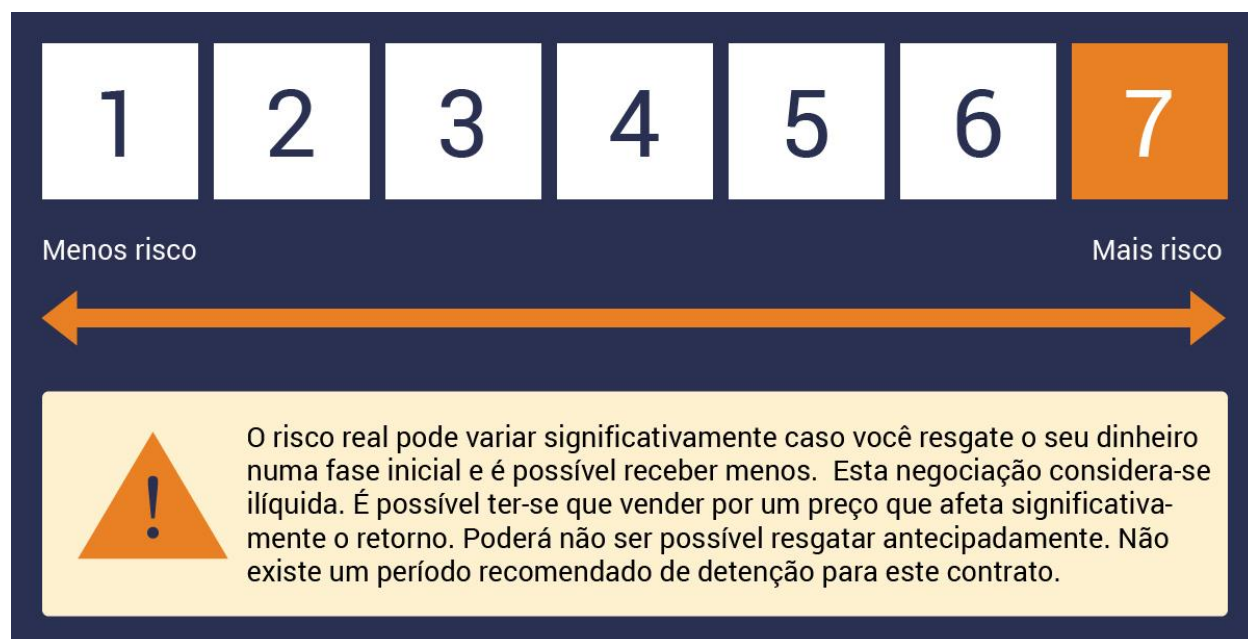 1 2 3 4 5 6 7
Menos risco Mais risco
!
O risco real pode variar significativamente caso você resgate o seu dinheiro
numa fase inicial e é possível receber menos.  Esta negociação considera-se
ilíquida. É possível ter-se que vender por um preço que afeta significativa-
mente o retorno. Poderá não ser possível resgatar antecipadamente. Não
existe um período recomendado de detenção para este contrato.